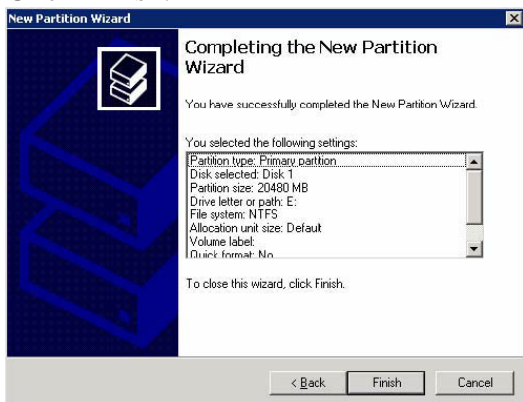 New Partition Wizard
Completing the New Partition
Wizard
You have successfully completed the New Partition Wizard.
You selected the following settings:
Partition type: Primary partition
Disk selected: Disk 1
Partition size: 20480 MB
Drive letter or path: E:
File system: NTFS
Allocation unit size: Default
Volume label:
Quick format: No
To close this wizard, click Finish.
< Back
Finish
Cancel